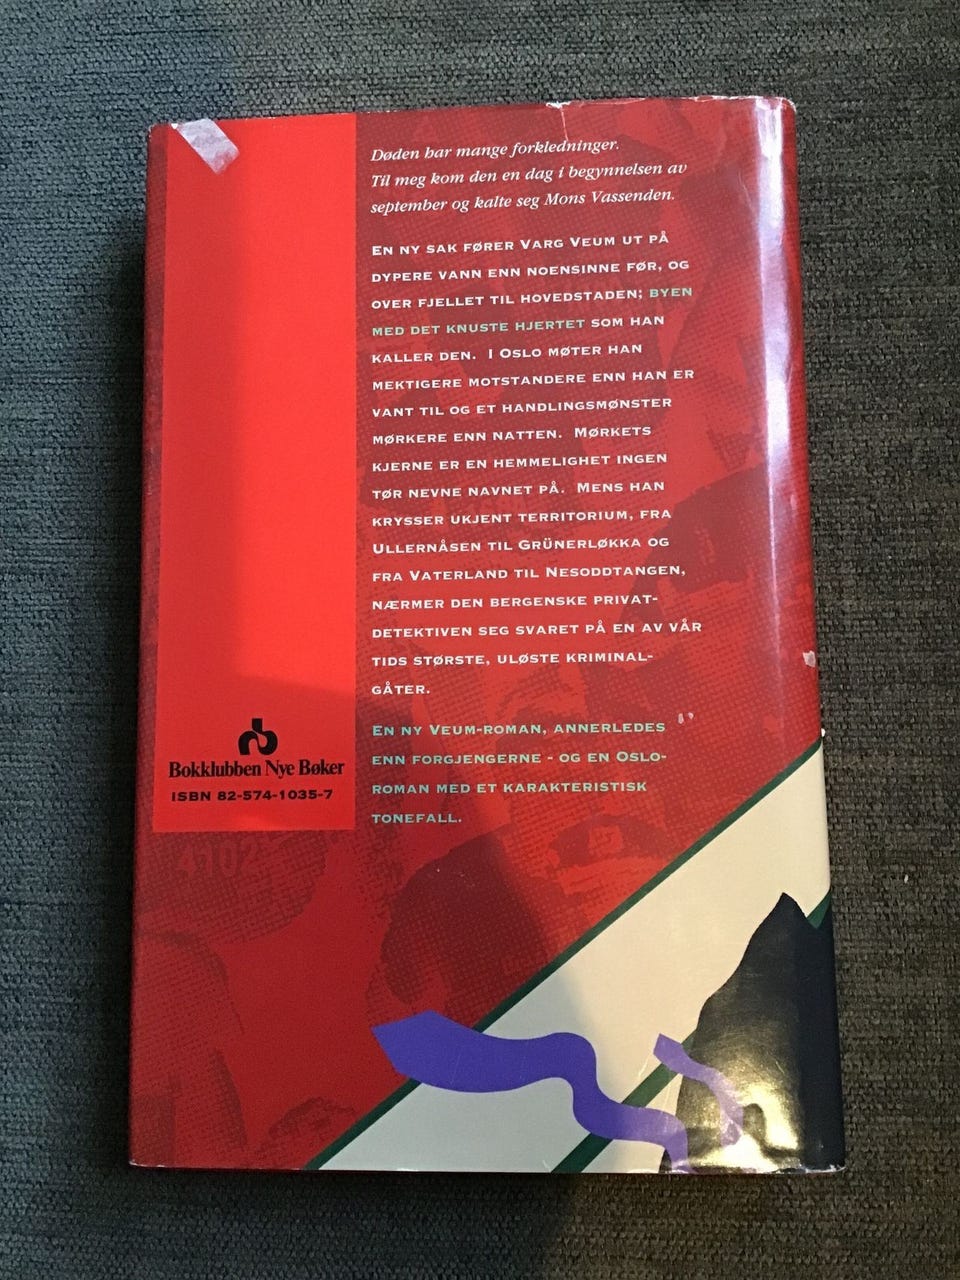 Døden har mange forkledninger.
Til meg kom den en dag i begynnelsen av
september og kalte seg Mons Vassenden.
EN NY SAK FØRER VARG VEUM UT PÅ
DYPERE VANN ENN NOENSINNE FØR, OG
OVER FJELLET TIL HOVEDSTADEN; BYEN
MED DET KNUSTE HJERTET SOM HAN
KALLER DEN. I OSLO MØTER HAN
MEKTIGERE MOTSTANDERE ENN HAN ER
VANT TIL OG ET HANDLINGSMØNSTER
MØRKERE ENN NATTEN. MØRKETS
KJERNE ER EN HEMMELIGHET INGEN
TØR NEVNE NAVNET PÅ. MENS HAN
KRYSSER UKJENT TERRITORIUM, FRA
ULLERNÅSEN TIL GRÜNERLØKKA OG
FRA VATERLAND TIL NESODDTANGEN,
NÆRMER DEN BERGENSKE PRIVAT-
DETEKTIVEN SEG SVARET PÅ EN AV VÅR
TIDS STØRSTE, ULØSTE KRIMINAL-
GÅTER.
EN NY VEUM-ROMAN, ANNERLEDES
ENN FORGJENGERNE - OG EN OSLO-
ROMAN MED ET KARAKTERISTISK
TONEFALL.
Bokklubben Nye Bøker
ISBN 82-574-1035-7
4102